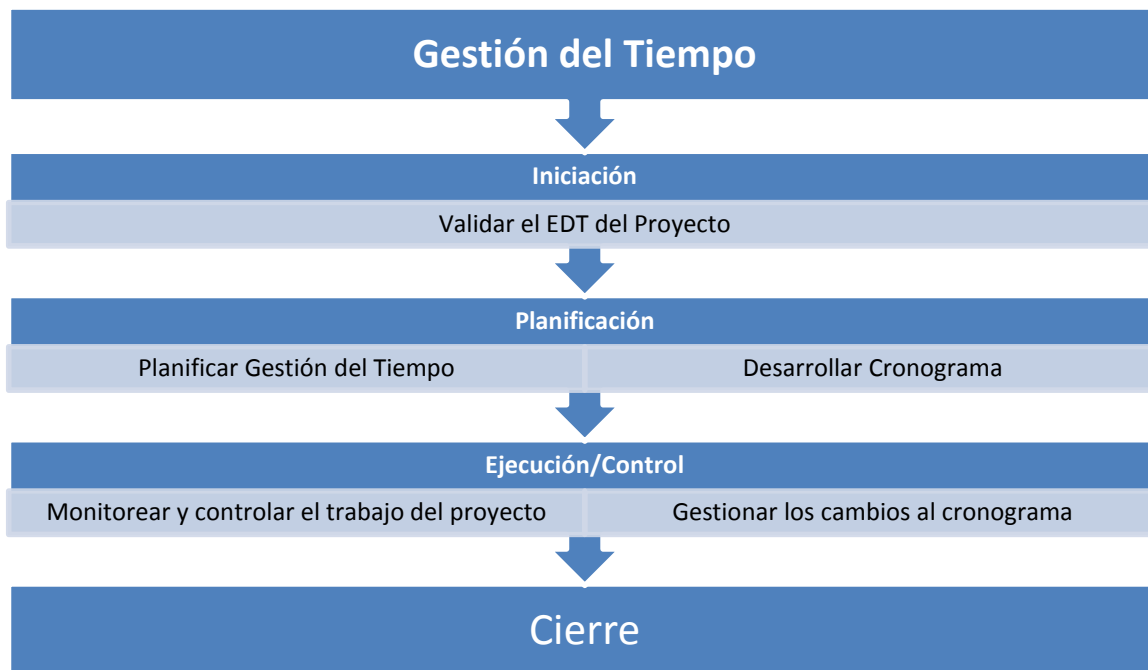 Gestión del Tiempo
Iniciación
Validar el EDT del Proyecto
Planificación
Planificar Gestión del Tiempo
Desarrollar Cronograma
Ejecución/Control
Monitorear y controlar el trabajo del proyecto
Gestionar los cambios al cronograma
Cierre